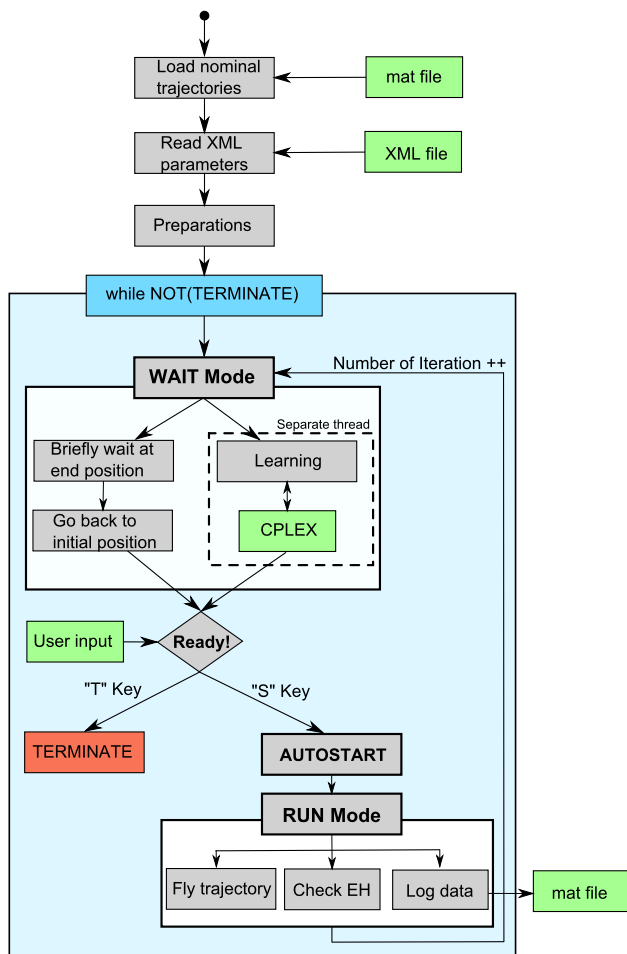 Load nominal
trajectories
mat file
Read XML
parameters
XML file
Preparations
while NOT(TERMINATE)
Number of Iteration ++
WAIT Mode
Separate thread
Briefly wait at
end position
Learning
Go back to
initial position
CPLEX
User input
Ready!
"T" Key
"S" Key
TERMINATE
AUTOSTART
RUN Mode
Fly trajectory
Check EH
Log data
mat file